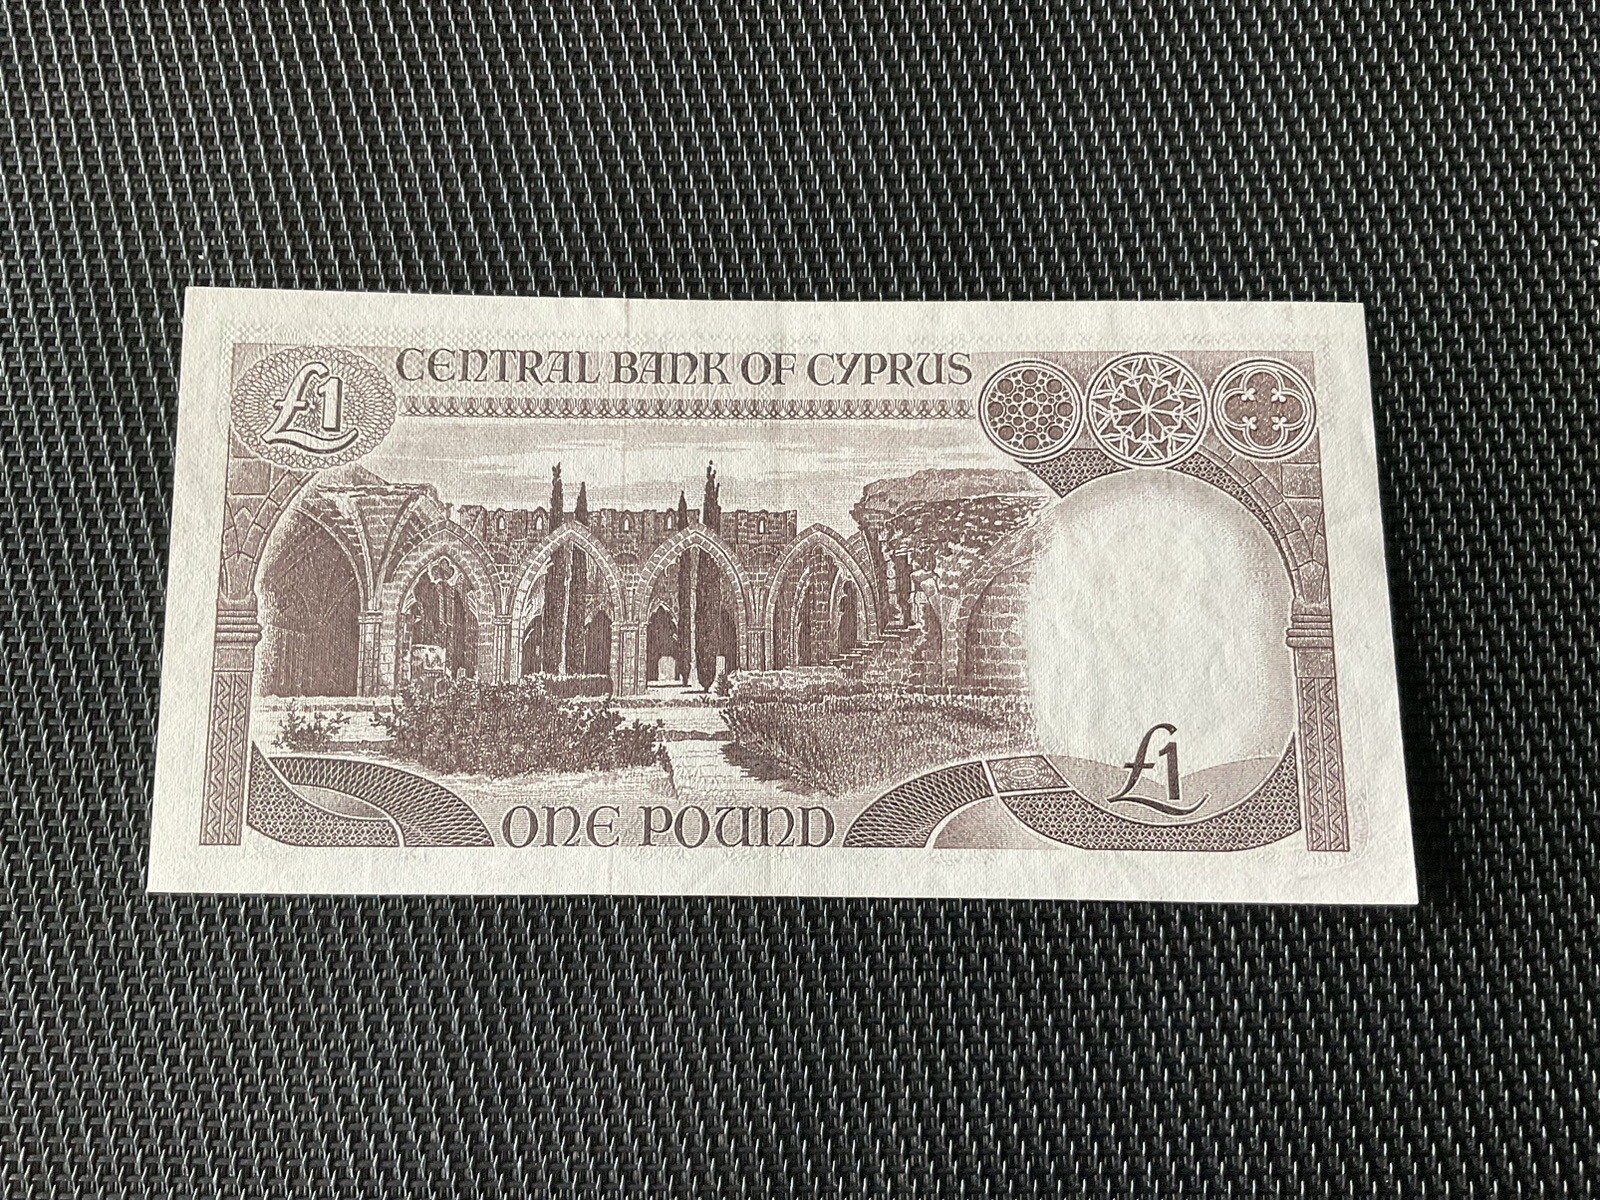 £1
CENTRAL BANK OF CYPRUS
£1
ONE POUND